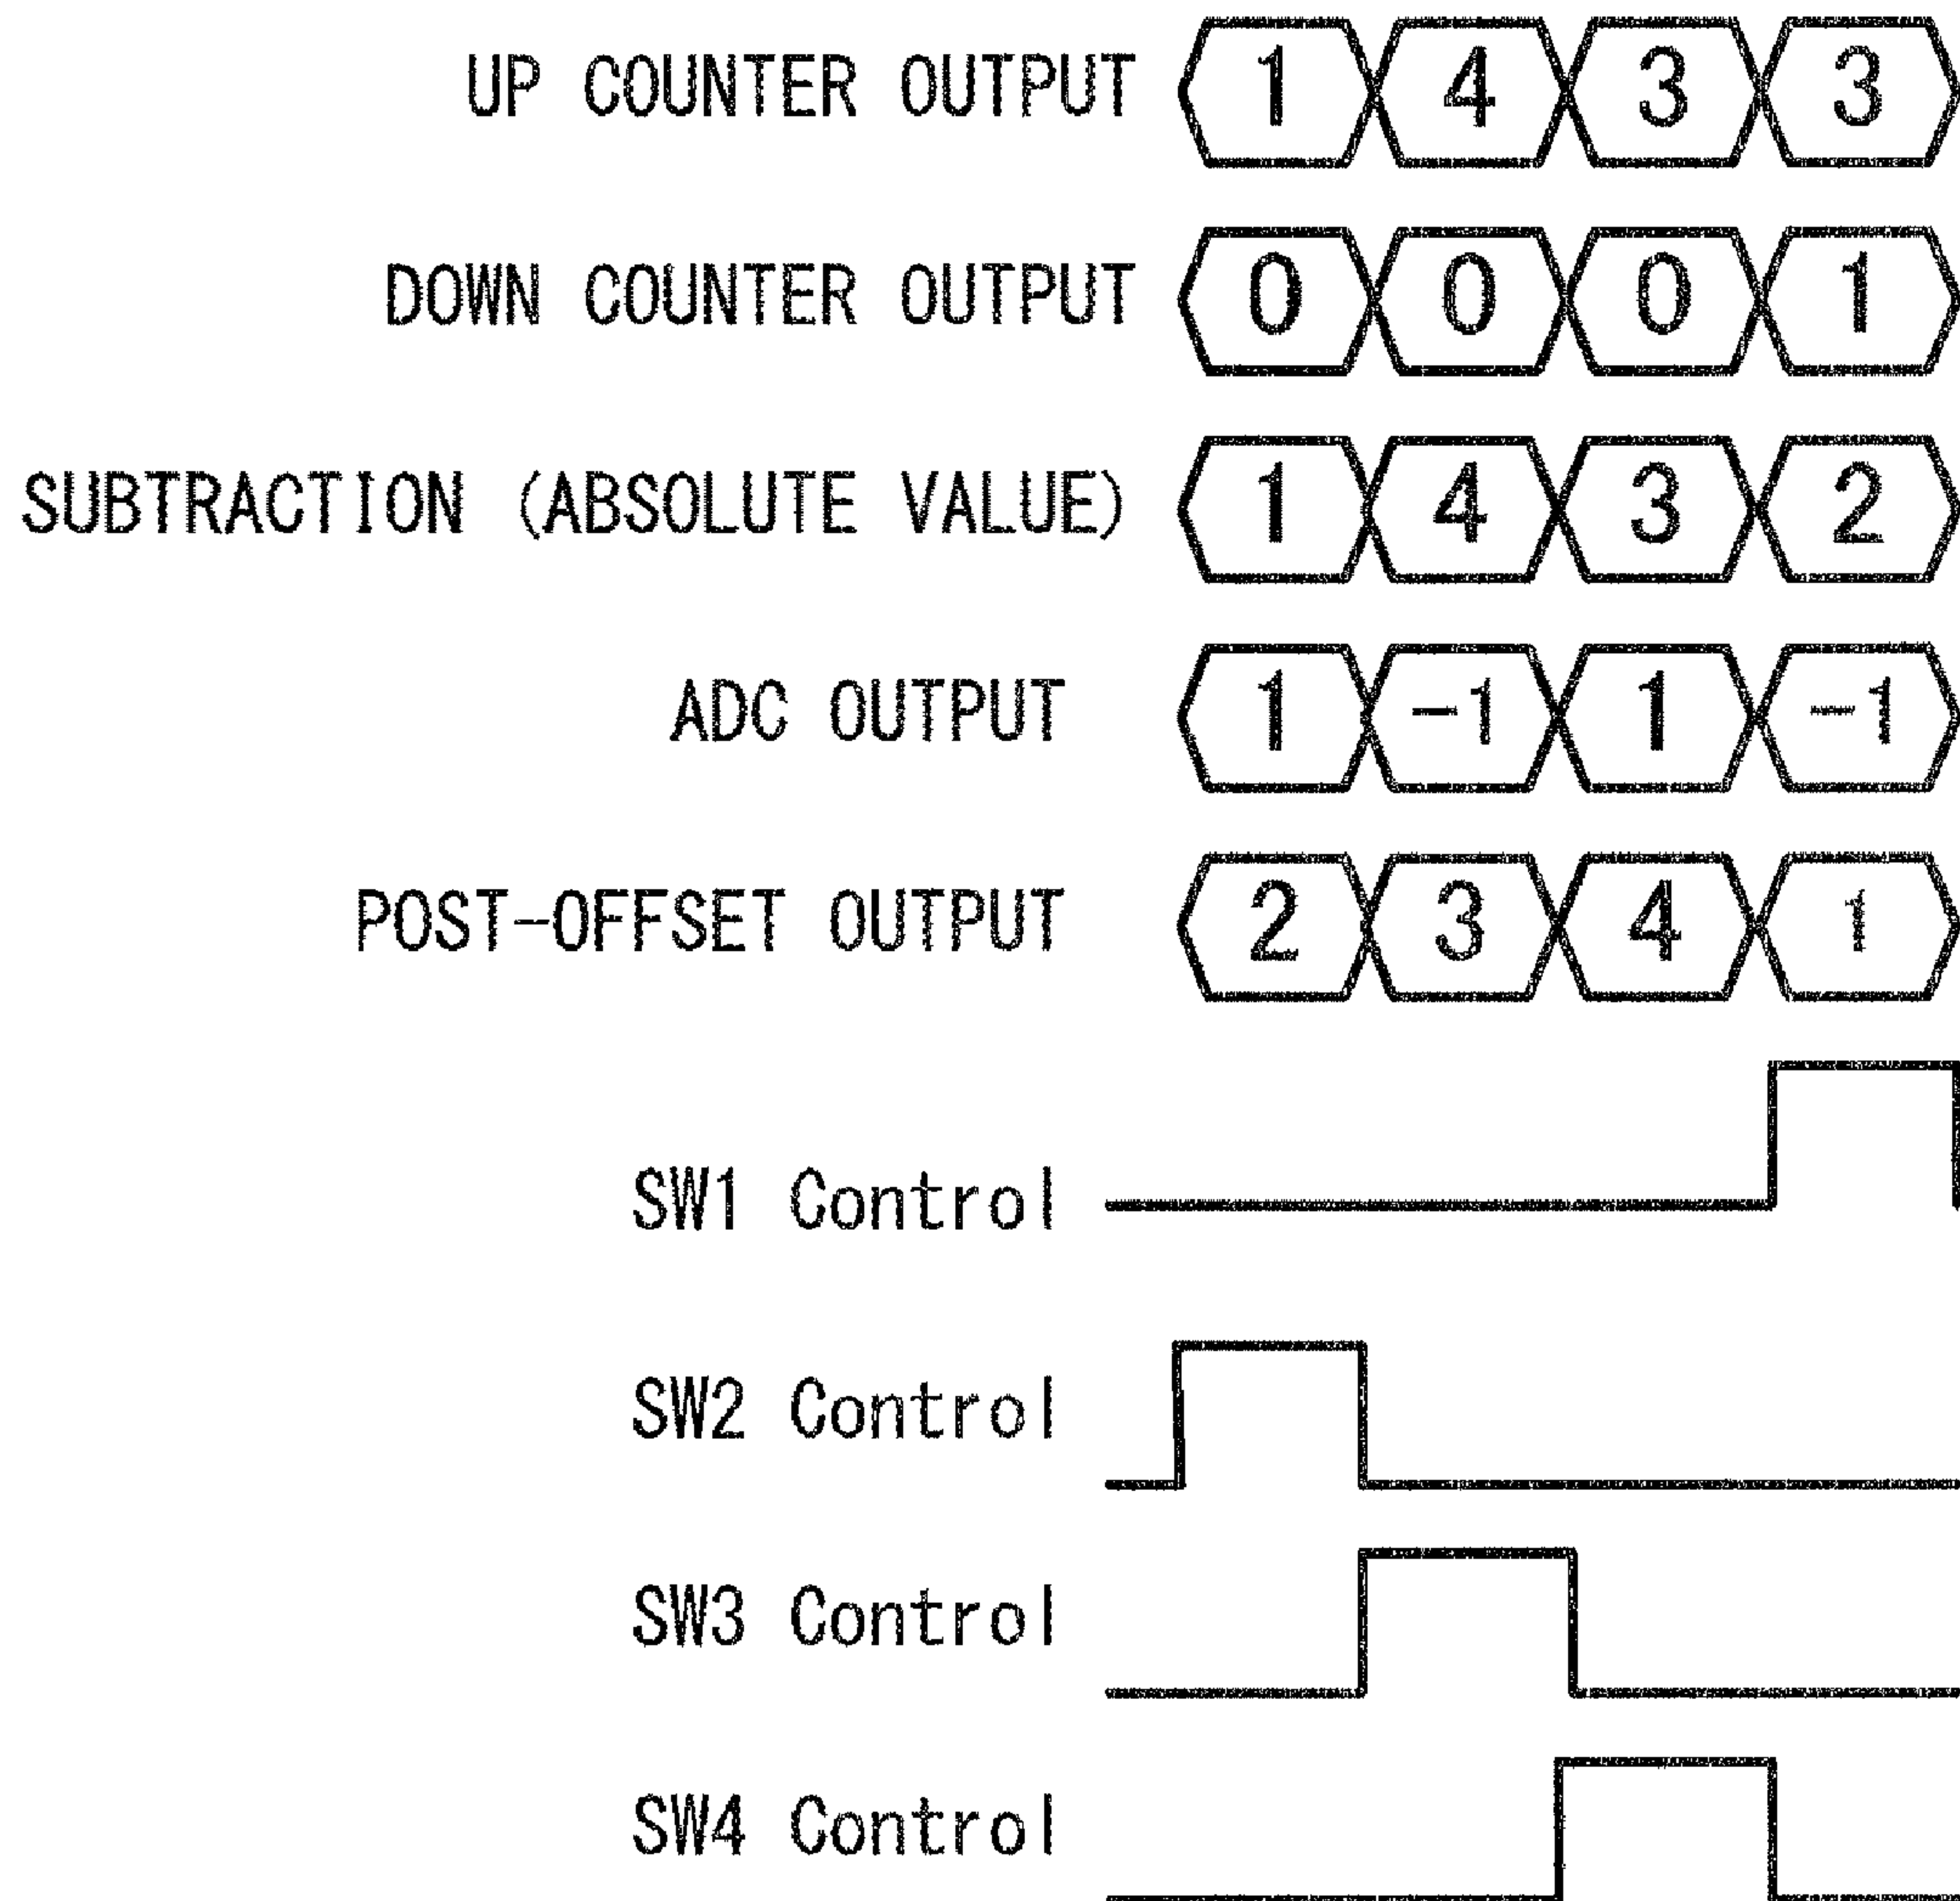 UP COUNTER OUTPUT 1 4 3 3
DOWN COUNTER OUTPUT 0 0 0 1
SUBTRACTION (ABSOLUTE VALUE) 1 4 3 2
ADC OUTPUT 1 -1 1 -1
POST-OFFSET OUTPUT 2 3 4 1
SW1 Control
SW2 Control
SW3 Control
SW4 Control